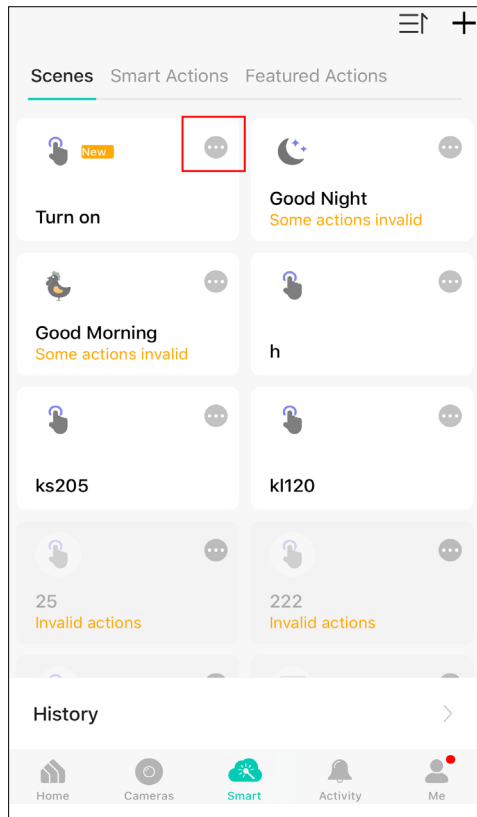 Scenes Smart Actions Featured Actions
New
Turn on
Good Night
Some actions invalid
Good Morning
Some actions invalid
h
ks205
kl120
25
Invalid actions
222
Invalid actions
History
Home Cameras Smart Activity Me